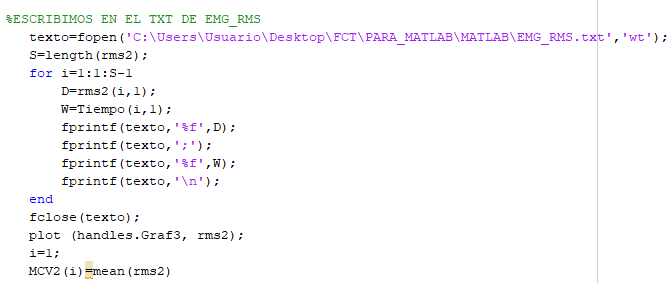 %ESCRIBIMOS EN EL TXT DE EMG_RMS
texto=fopen('C:\Users\Usuario\Desktop\FCT\PARA_MATLAB\MATLAB\EMG_RMS.txt','wt');
S=length(rms2);
for i=1:1:S-1
D=rms2(i,1);
W=Tiempo(i,1);
fprintf(texto,'%f',D);
fprintf(texto,';');
fprintf(texto,'%f',W);
fprintf(texto,'\n');
end
fclose(texto);
plot (handles.Graf3, rms2);
i=1;
MCV2(i)=mean(rms2)